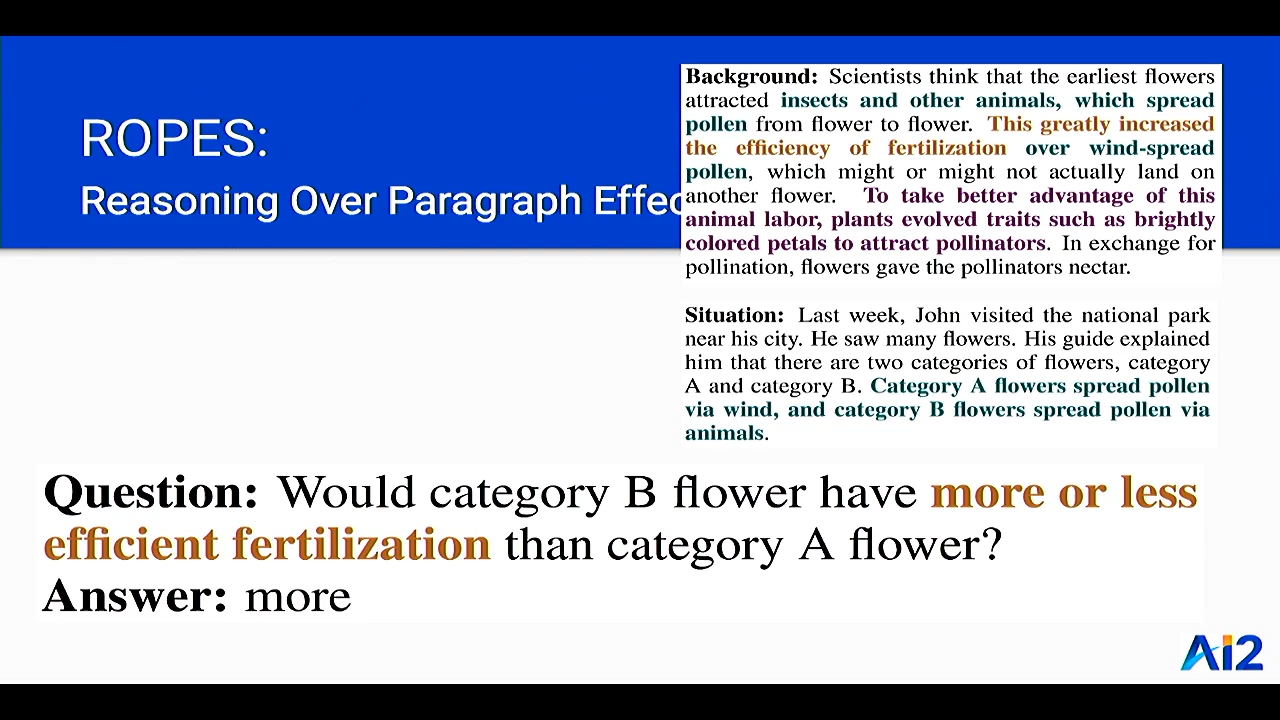 ROPES:
Reasoning Over Paragraph Effec
Background: Scientists think that the earliest flowers
attracted insects and other animals, which spread
pollen from flower to flower. This greatly increased
the efficiency of fertilization over wind-spread
pollen, which might or might not actually land on
another flower. To take better advantage of this
animal labor, plants evolved traits such as brightly
colored petals to attract pollinators. In exchange for
pollination, flowers gave the pollinators nectar.
Situation: Last week, John visited the national park
near his city. He saw many flowers. His guide explained
him that there are two categories of flowers, category
A and category B. Category A flowers spread pollen
via wind, and category B flowers spread pollen via
animals.
Question: Would category B flower have more or less
efficient fertilization than category A flower?
Answer: more
Ai2